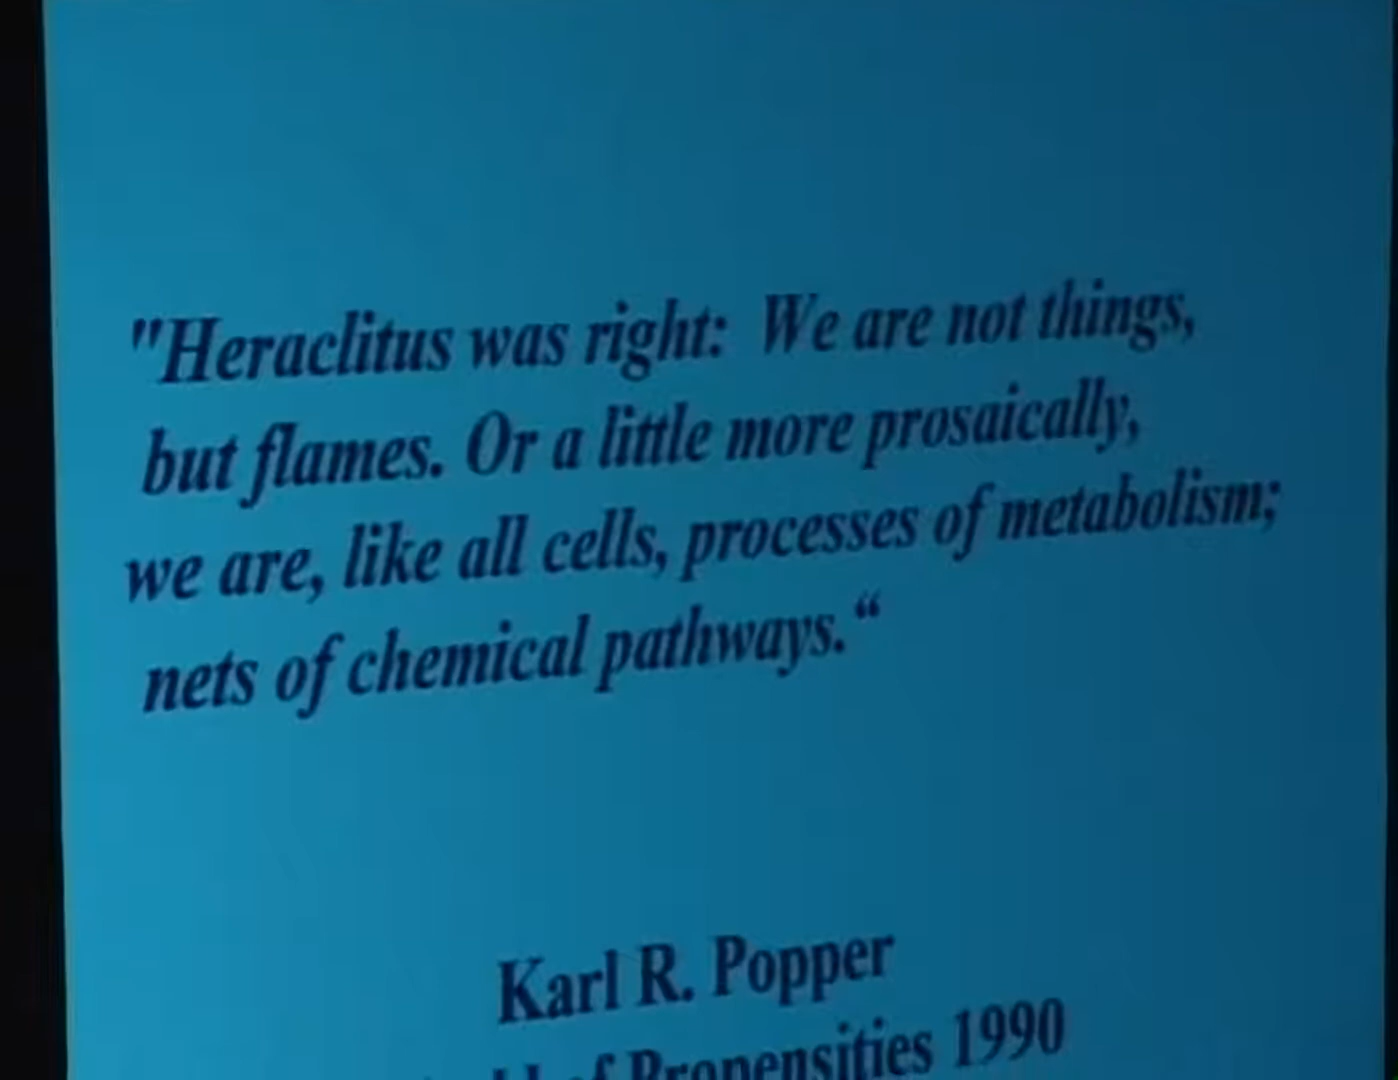 "Heraclitus was right: We are not things,
but flames. Or a little more prosaically,
we are, like all cells, processes of metabolism;
nets of chemical pathways.“
Karl R. Popper
of Propensities 1990